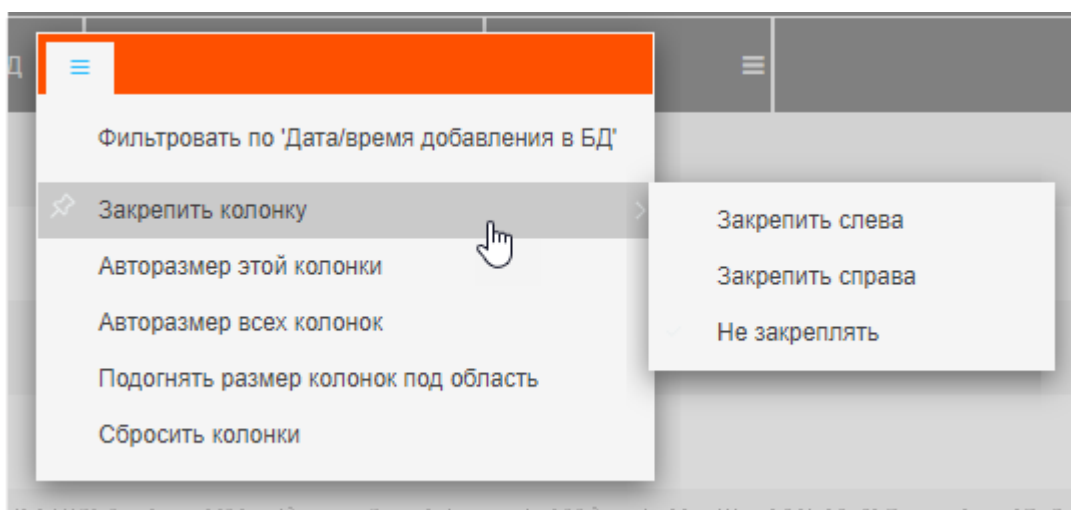 Д
Фильтровать по 'Дата/время добавления в БД'
Закрепить колонку
Авторазмер этой колонки
Авторазмер всех колонок
Подогнать размер колонок под область
Сбросить колонки
Закрепить слева
Закрепить справа
Не закреплять